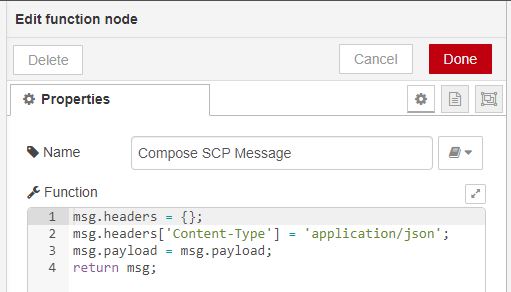 Edit function node
Delete
Cancel
Done
Properties
Name
Compose SCP Message
Function
1 msg.headers = {};
2 msg.headers['Content-Type'] = 'application/json';
3 msg.payload = msg.payload;
4 return msg;